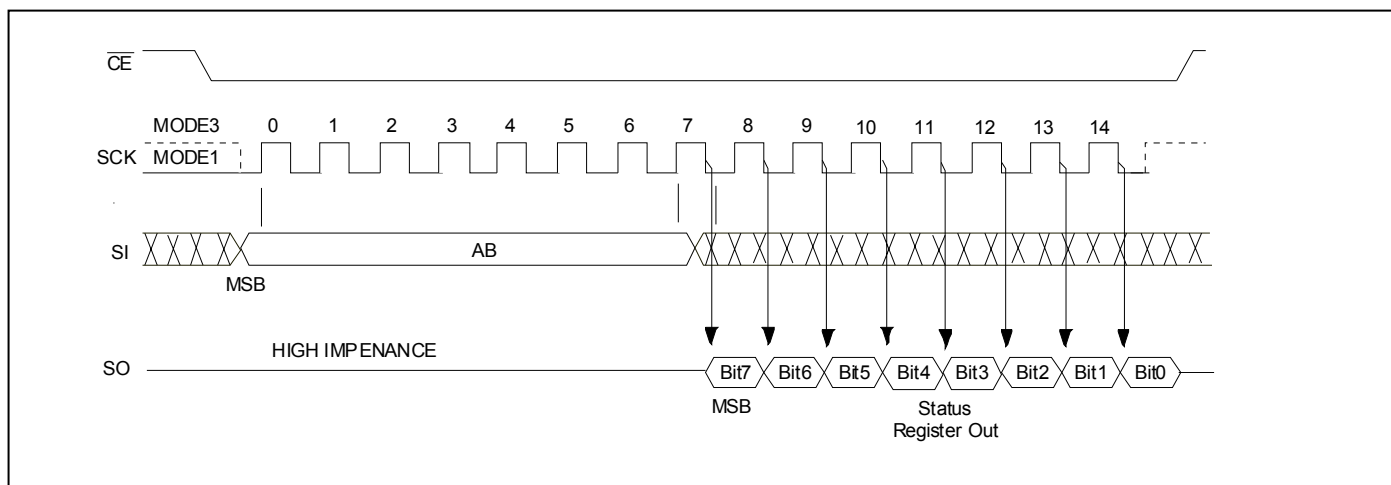 CE
MODE3 0 1 2 3 4 5 6 7 8 9 10 11 12 13 14
SCK MODE1
SI AB
MSB
HIGH IMPENANCE
SO Bit7 Bit6 Bit5 Bit4 Bit3 Bit2 Bit1 Bit0
MSB Status
Register Out